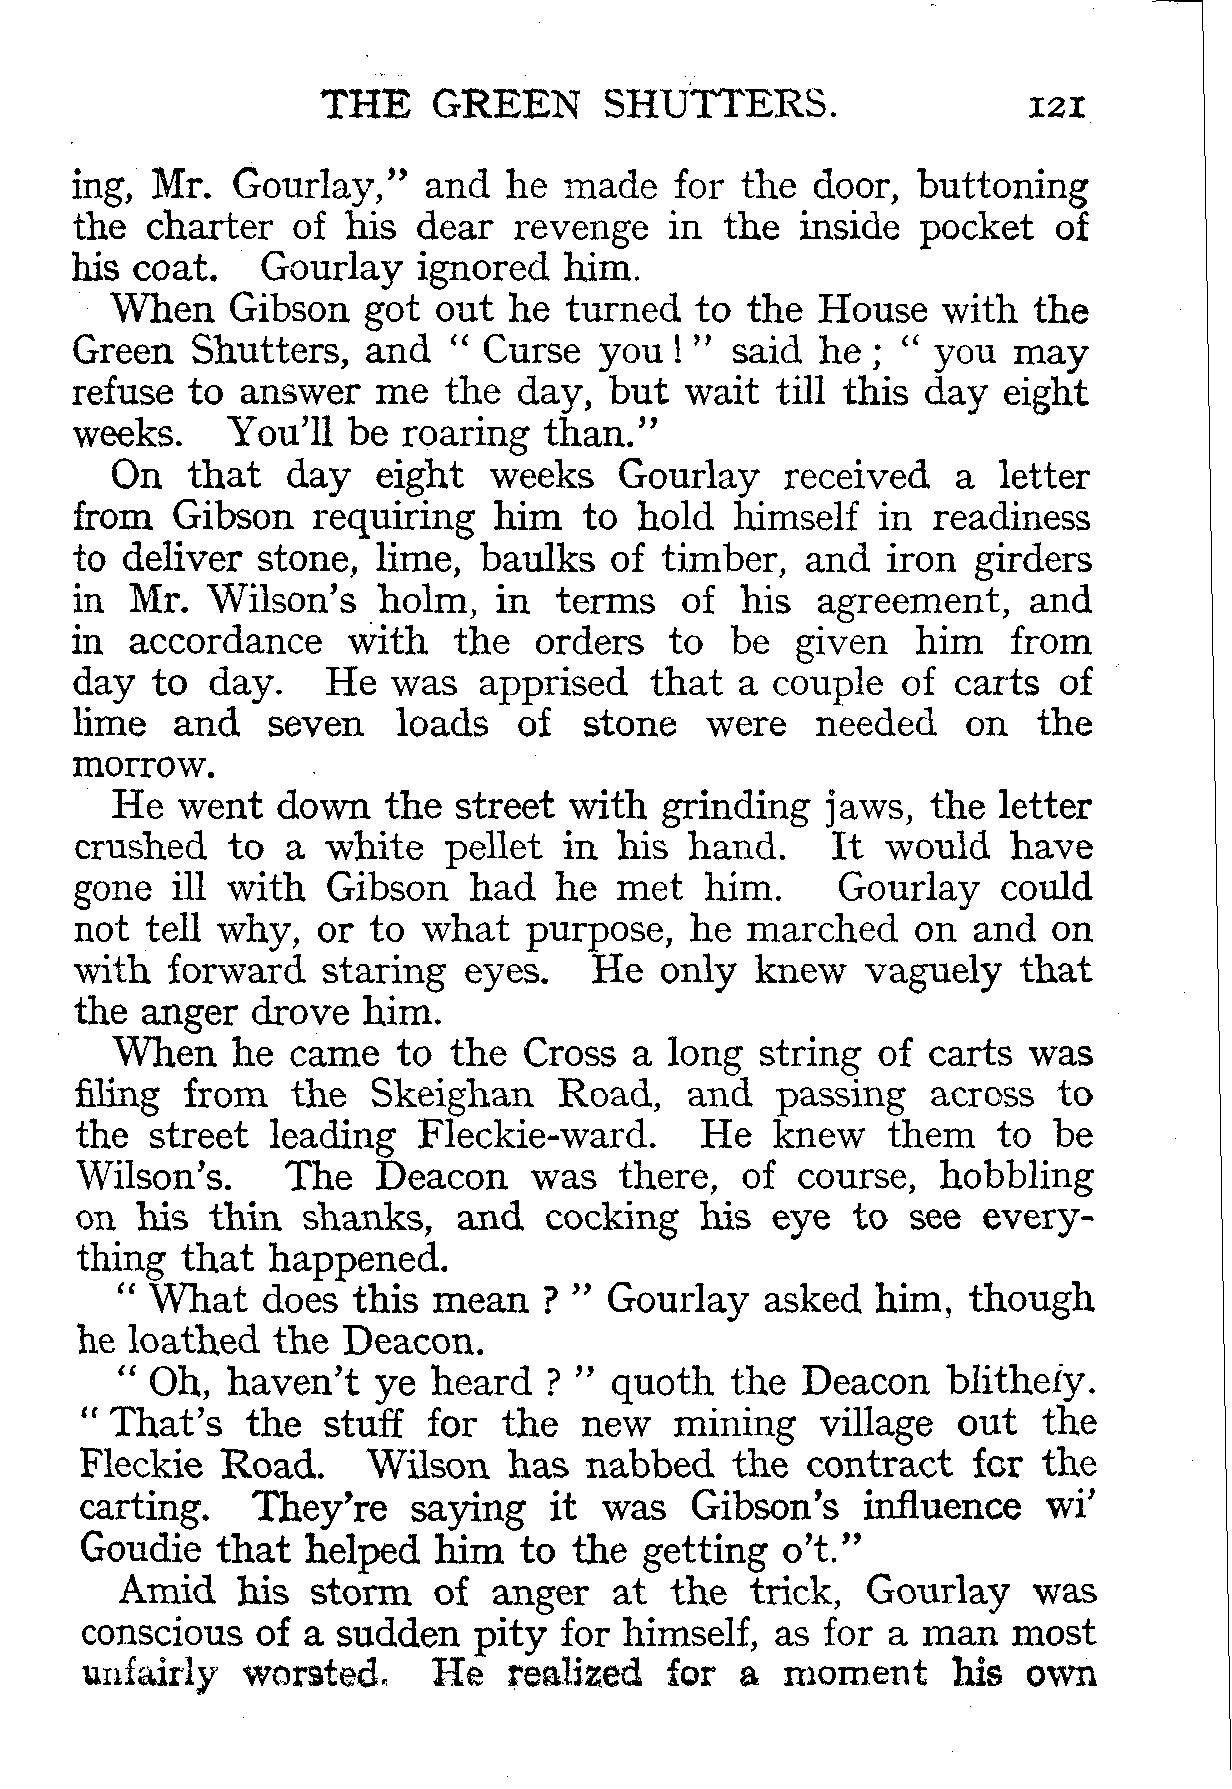 THE GREEN SHUTTERS. 121
ing, Mr. Gourlay,” and he made for the door, buttoning
the charter of his dear revenge in the inside pocket of
his coat. Gourlay ignored him.
When Gibson got out he turned to the House with the
Green Shutters, and “ Curse you ! ” said he ; “ you may
refuse to answer me the day, but wait till this day eight
weeks. You’ll be roaring than.”
On that day eight weeks Gourlay received a letter
from Gibson requiring him to hold himself in readiness
to deliver stone, lime, baulks of timber, and iron girders
in Mr. Wilson’s holm, in terms of his agreement, and
in accordance with the orders to be given him from
day to day. He was apprised that a couple of carts of
lime and seven loads of stone were needed on the
morrow.
He went down the street with grinding jaws, the letter
crushed to a white pellet in his hand. It would have
gone ill with Gibson had he met him. Gourlay could
not tell why, or to what purpose, he marched on and on
with forward staring eyes. He only knew vaguely that
the anger drove him.
When he came to the Cross a long string of carts was
filing from the Skeighan Road, and passing across to
the street leading Fleckie-ward. He knew them to be
Wilson’s. The Deacon was there, of course, hobbling
on his thin shanks, and cocking his eye to see every-
thing that happened.
“ What does this mean ? ” Gourlay asked him, though
he loathed the Deacon.
“ Oh, haven’t ye heard ? ” quoth the Deacon blithely.
“ That’s the stuff for the new mining village out the
Fleckie Road. Wilson has nabbed the contract for the
carting. They’re saying it was Gibson’s influence wi’
Goudie that helped him to the getting o’t.”
Amid his storm of anger at the trick, Gourlay was
conscious of a sudden pity for himself, as for a man most
unfairly worsted. He realized for a moment his own